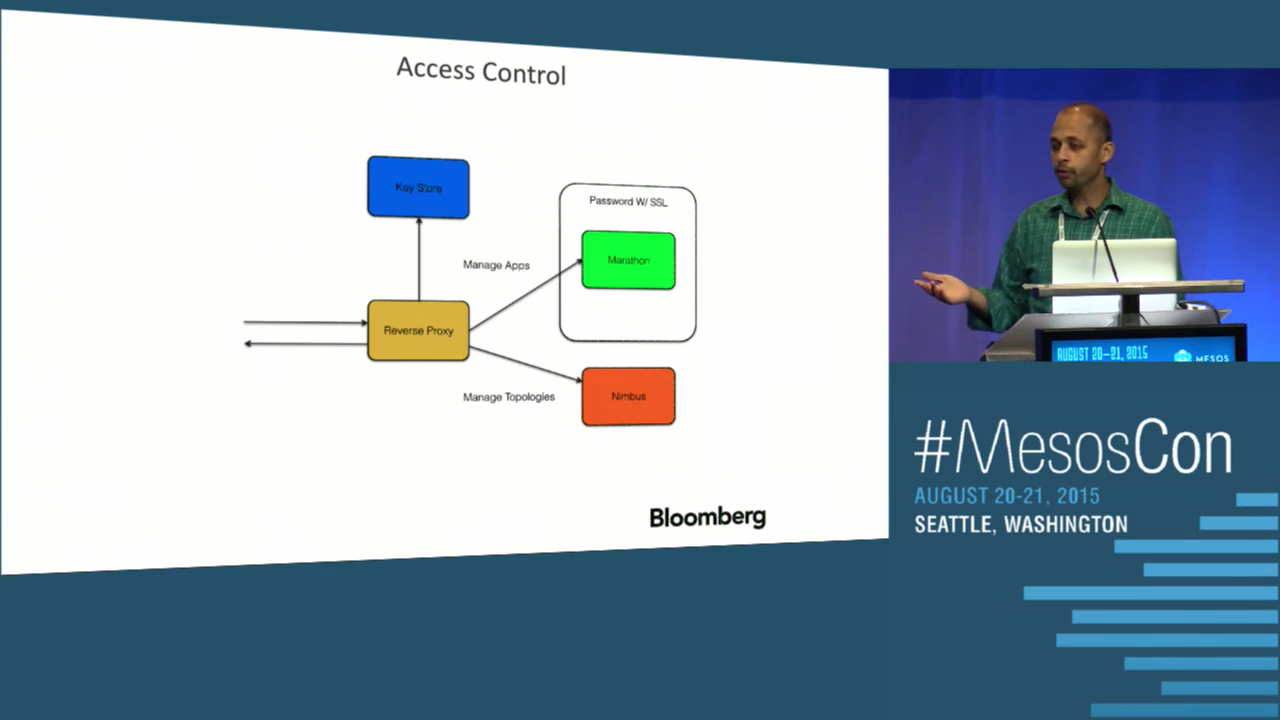 Access Control
Key Store
Password W/ SSL
Manage Apps
Marathon
Reverse Proxy
Manage Topologies
Nimbus
Bloomberg
AUGUST 20-21, 2015
MESOS
#MesosCon
AUGUST 20-21, 2015
SEATTLE, WASHINGTON